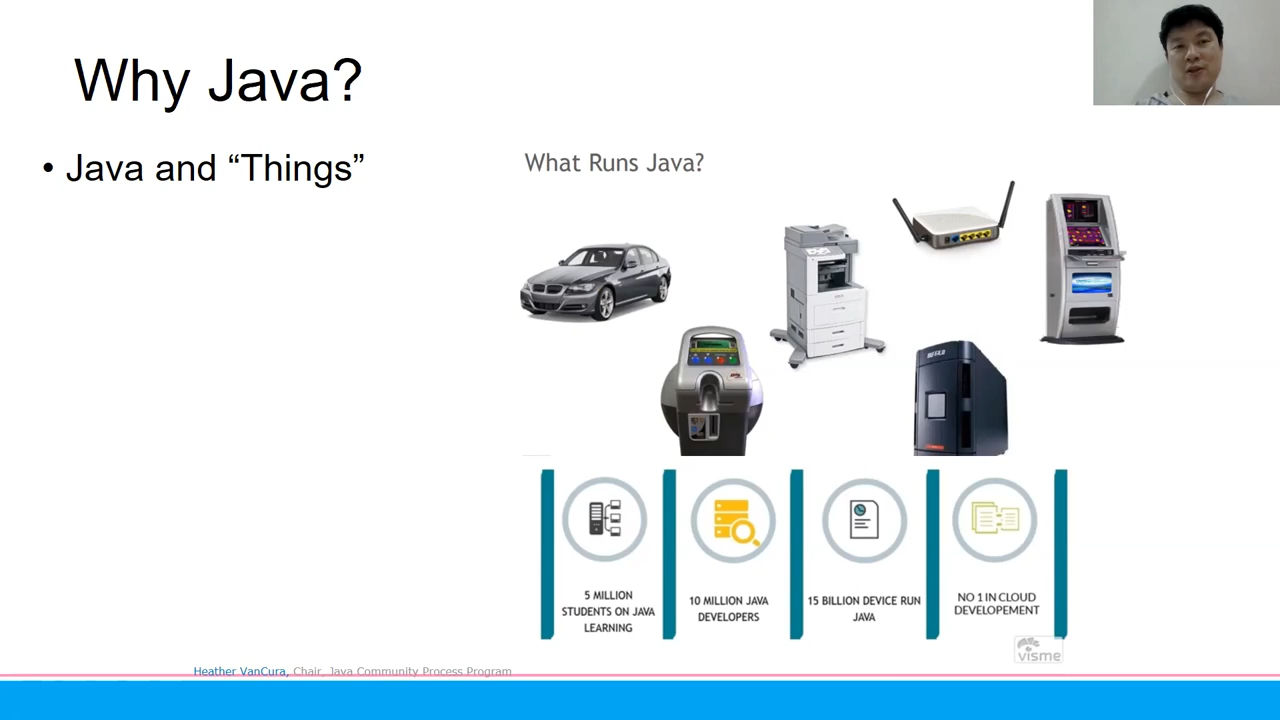 Why Java?
• Java and “Things”
What Runs Java?
BUFFALO
5 MILLION
STUDENTS ON JAVA
LEARNING
10 MILLION JAVA
DEVELOPERS
15 BILLION DEVICE RUN
JAVA
NO 1 IN CLOUD
DEVELOPEMENT
visme
Heather VanCura, Chair, Java Community Process Program